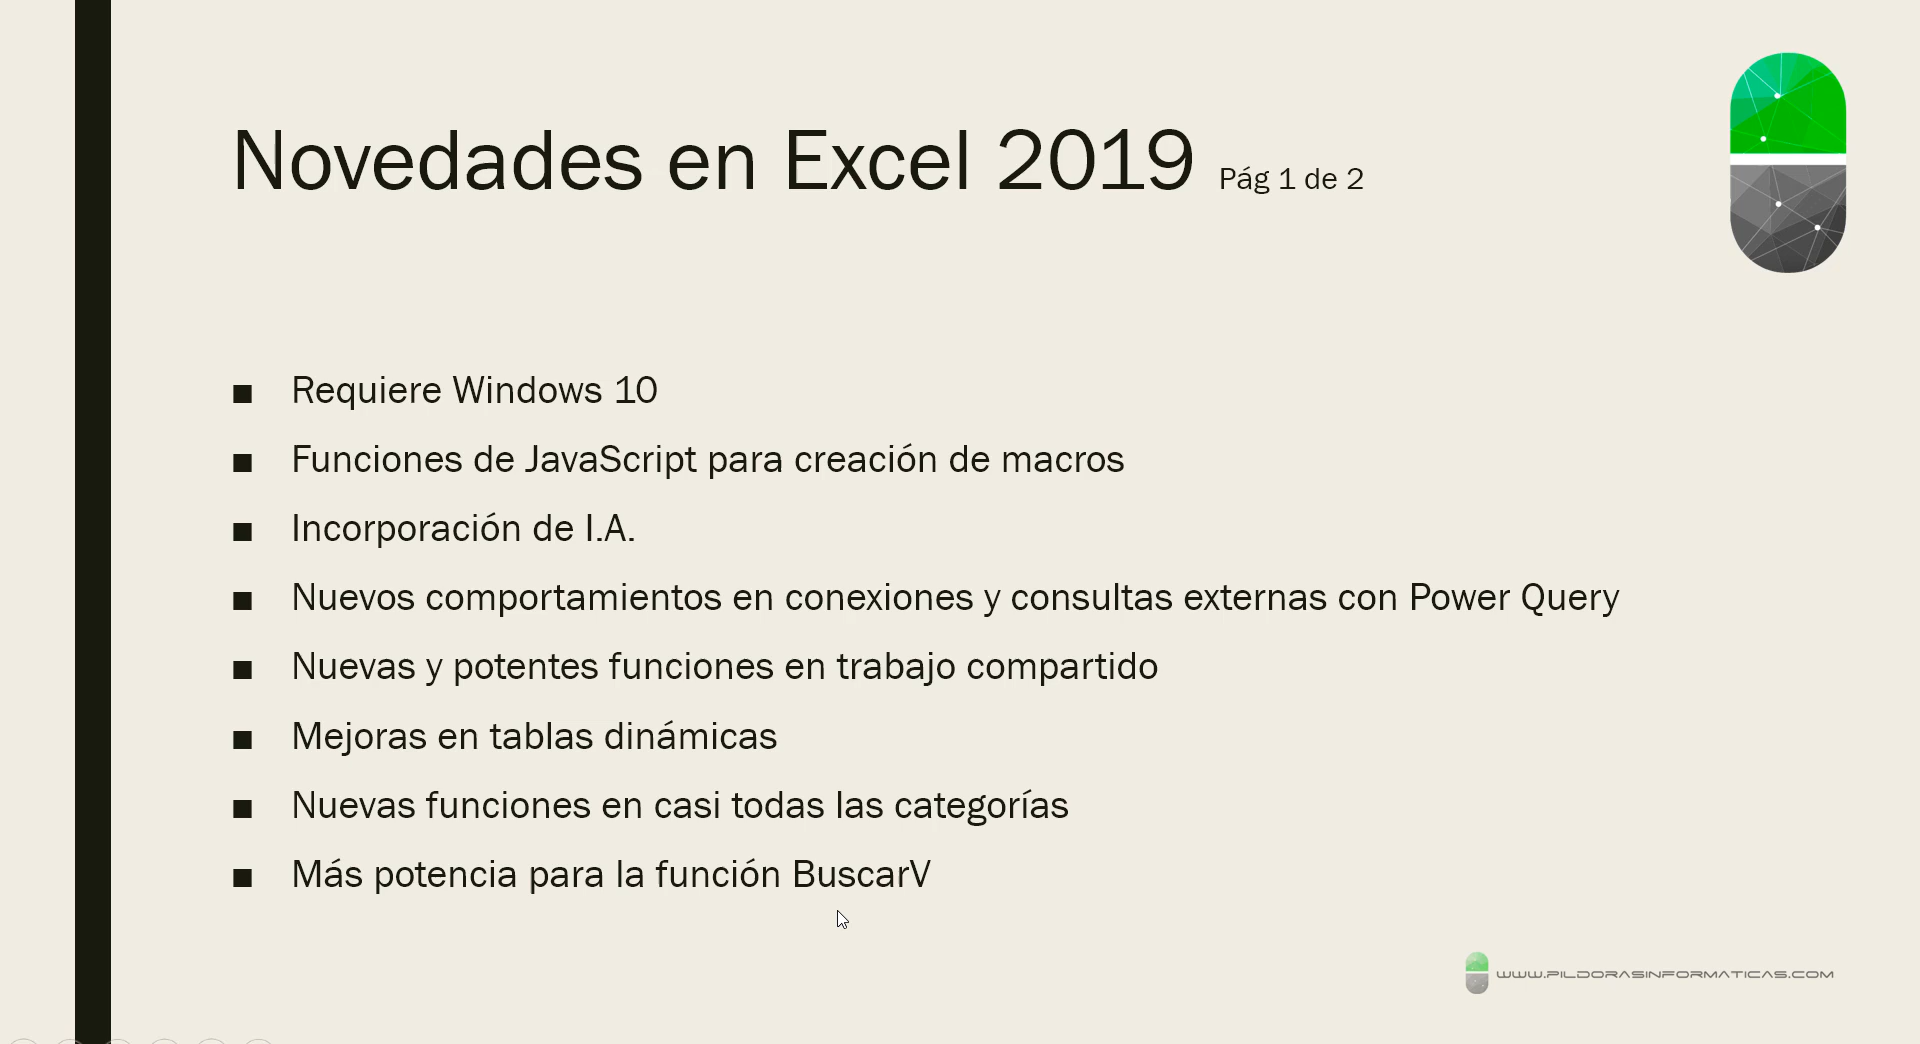 Novedades en Excel 2019 Pág 1 de 2
■ Requiere Windows 10
■ Funciones de JavaScript para creación de macros
■ Incorporación de I.A.
■ Nuevos comportamientos en conexiones y consultas externas con Power Query
■ Nuevas y potentes funciones en trabajo compartido
■ Mejoras en tablas dinámicas
■ Nuevas funciones en casi todas las categorías
■ Más potencia para la función BuscarV
WWW.PILDORASINFORMATICAS.COM